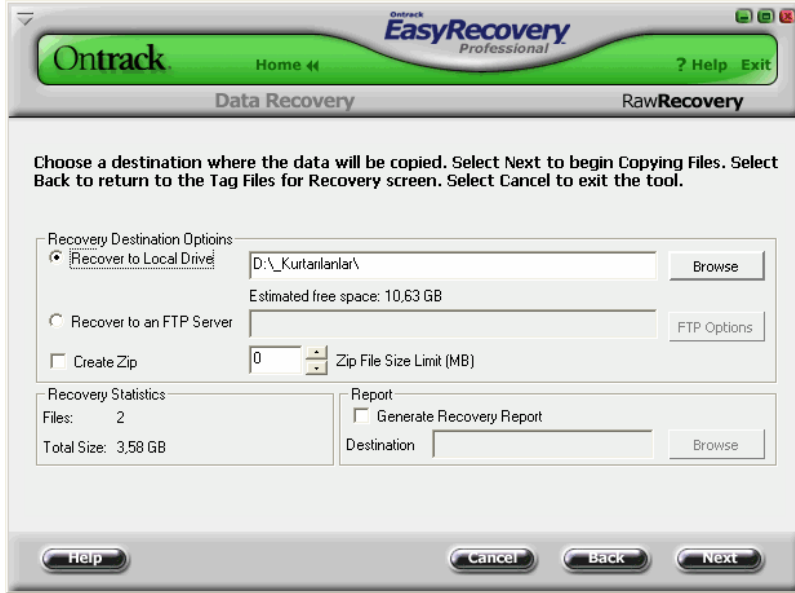 Ontrack
EasyRecovery
Professional
Ontrack.
Home
? Help Exit
Data Recovery
RawRecovery
Choose a destination where the data will be copied. Select Next to begin Copying Files. Select
Back to return to the Tag Files for Recovery screen. Select Cancel to exit the tool.
Recovery Destination Optioins
Recover to Local Drive
D:\_Kurtarılanlar\
Browse
Estimated free space: 10,63 GB
Recover to an FTP Server
FTP Options
Create Zip
0
Zip File Size Limit (MB)
Recovery Statistics
Files: 2
Total Size: 3,58 GB
Report
Generate Recovery Report
Destination
Browse
Help
Cancel
Back
Next